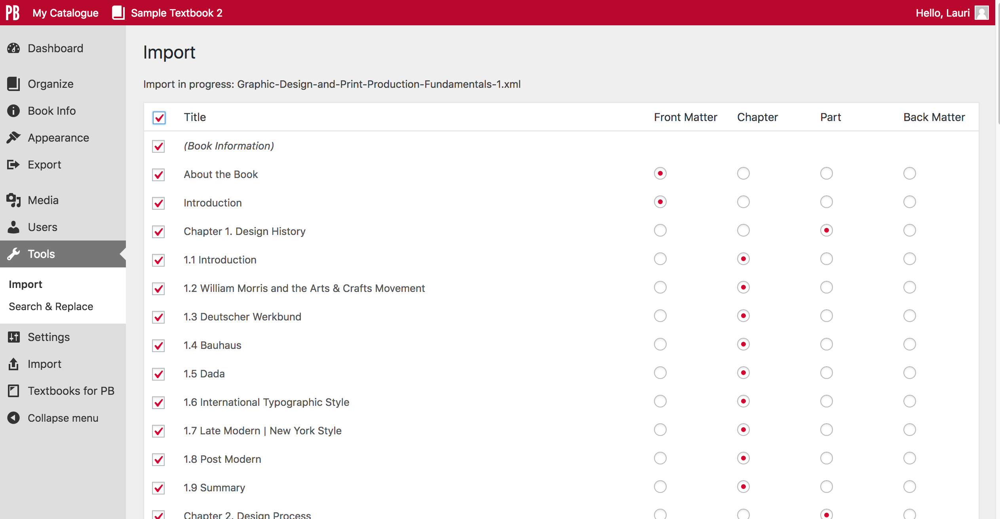 PB My Catalogue Sample Textbook 2 Hello, Lauri
Dashboard
Organize
Book Info
Appearance
Export
Media
Users
Tools
Import
Search & Replace
Settings
Import
Textbooks for PB
Collapse menu
Import
Import in progress: Graphic-Design-and-Print-Production-Fundamentals-1.xml
Title Front Matter Chapter Part Back Matter
(Book Information)
About the Book
Introduction
Chapter 1. Design History
1.1 Introduction
1.2 William Morris and the Arts & Crafts Movement
1.3 Deutscher Werkbund
1.4 Bauhaus
1.5 Dada
1.6 International Typographic Style
1.7 Late Modern | New York Style
1.8 Post Modern
1.9 Summary
Chapter 2. Design Process